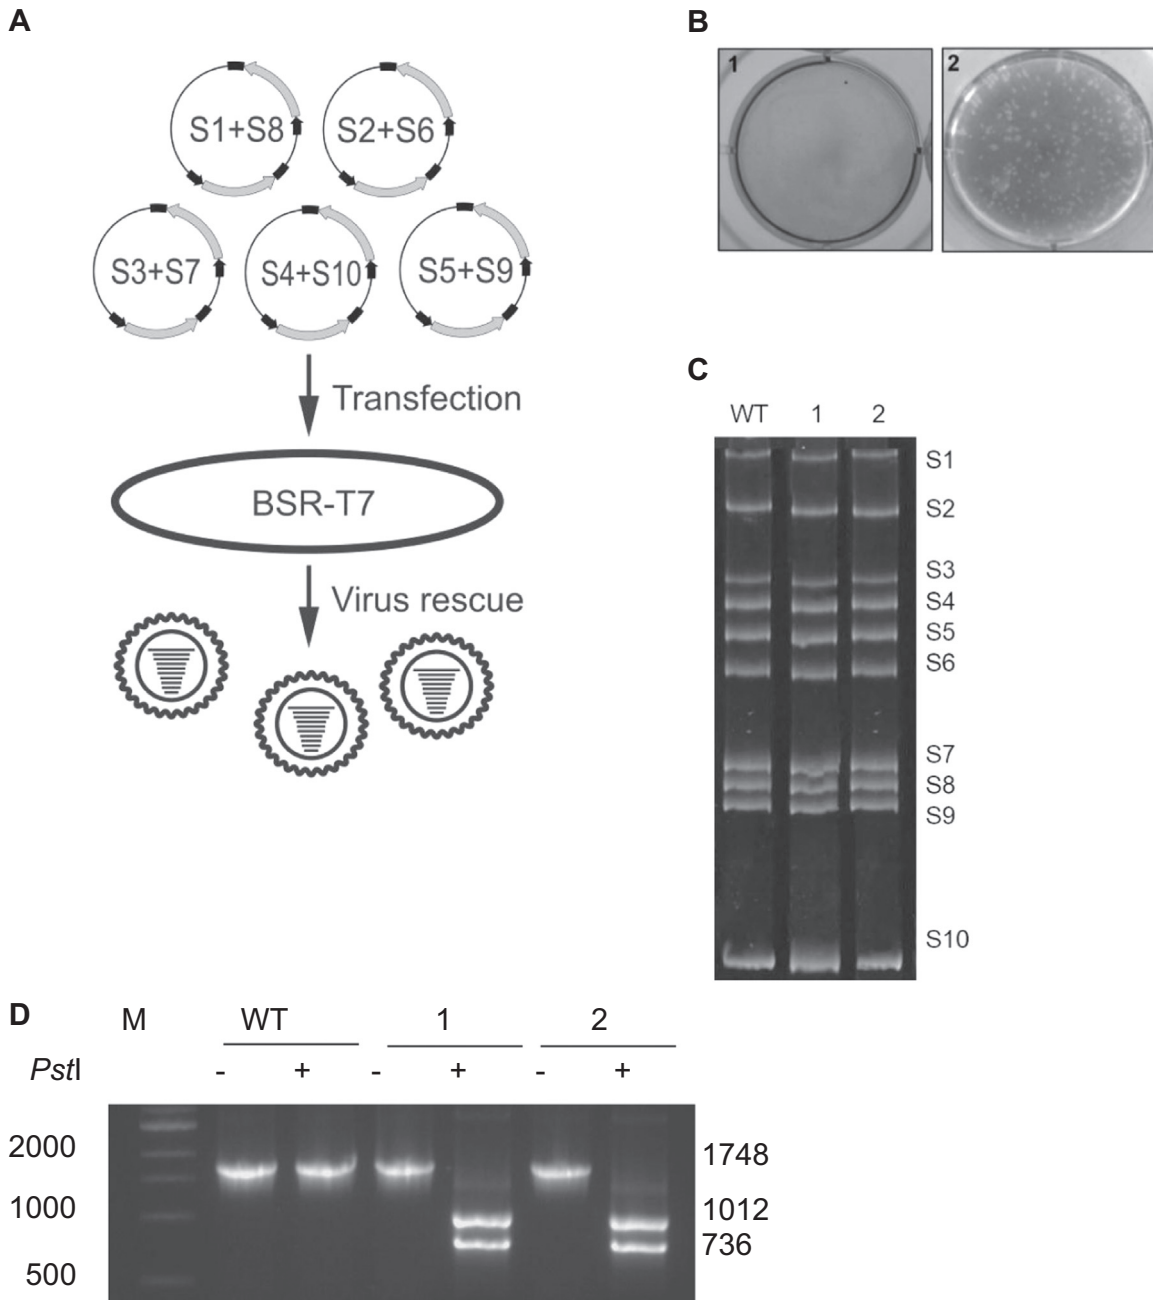 A
S1+S8
S2+S6
S3+S7
S4+S10
S5+S9
Transfection
BSR-T7
Virus rescue
B
1
2
C
WT 1 2
S1
S2
S3
S4
S5
S6
S7
S8
S9
S10
D
M WT 1 2
PstI - + - + - +
2000
1000
500
1748
1012
736